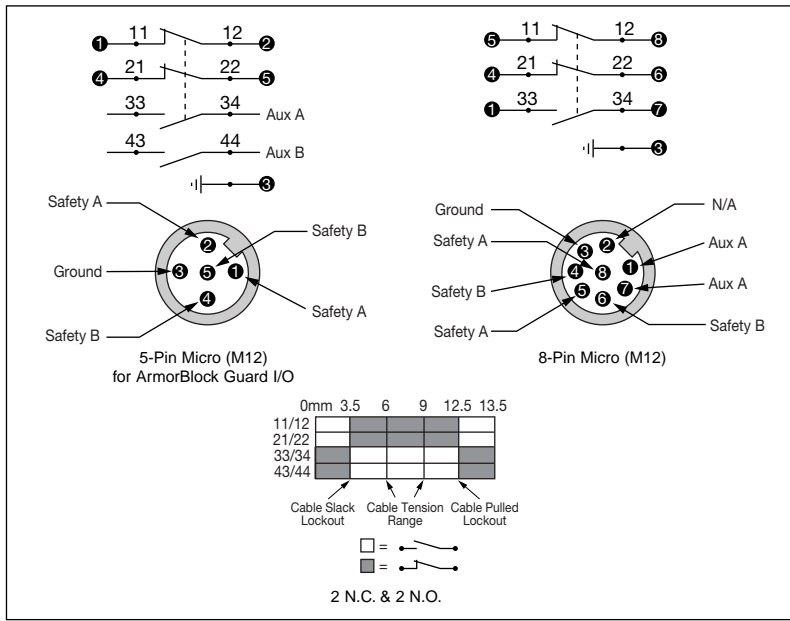 11 12
1 2
21 22
4 5
33 34 Aux A
43 44 Aux B
3
Safety A
Safety B
Ground
Safety A
Safety B
2
3 5 1
4
5-Pin Micro (M12)
for ArmorBlock Guard I/O
11 12
5 8
21 22
4 6
33 34
1 7
3
Ground
N/A
Safety A
Aux A
Safety B
Aux A
Safety A
Safety B
3 2
4 8 1
5 6 7
8-Pin Micro (M12)
0mm 3.5 6 9 12.5 13.5
11/12
21/22
33/34
43/44
Cable Slack Lockout
Cable Tension Range
Cable Pulled Lockout
=
=
2 N.C. & 2 N.O.